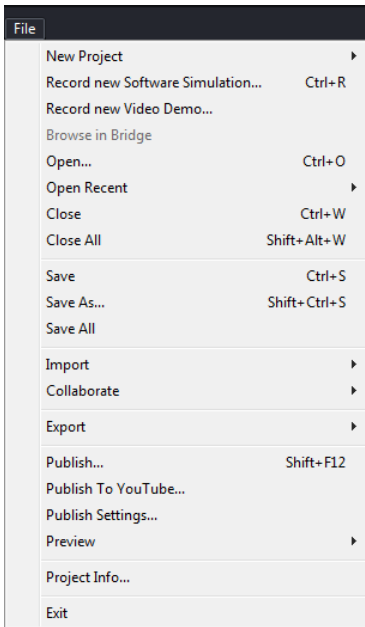 File
New Project
Record new Software Simulation... Ctrl+R
Record new Video Demo...
Browse in Bridge
Open... Ctrl+O
Open Recent
Close Ctrl+W
Close All Shift+Alt+W
Save Ctrl+S
Save As... Shift+Ctrl+S
Save All
Import
Collaborate
Export
Publish... Shift+F12
Publish To YouTube...
Publish Settings...
Preview
Project Info...
Exit